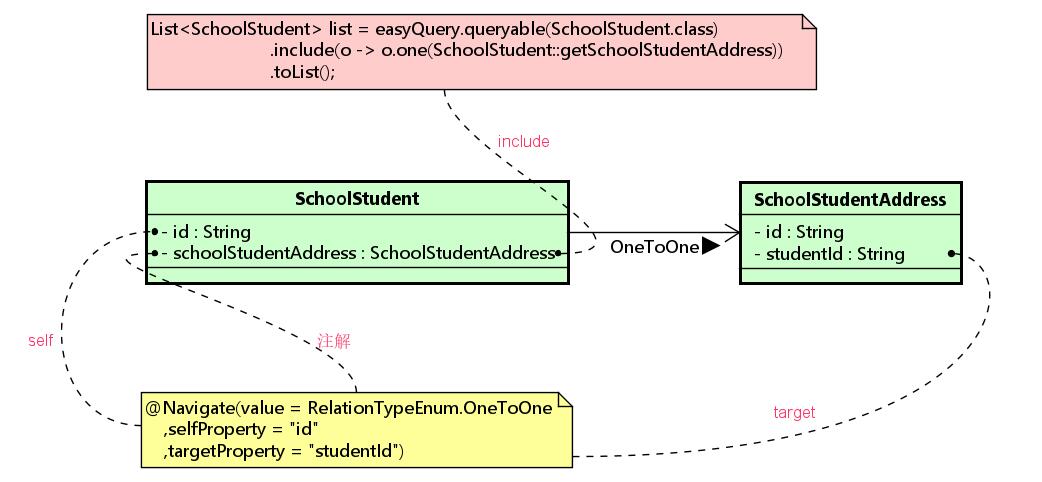 List<SchoolStudent> list = easyQuery.queryable(SchoolStudent.class)
.include(o -> o.one(SchoolStudent::getSchoolStudentAddress))
.toList();
include
SchoolStudent
- id : String
- schoolStudentAddress : SchoolStudentAddress
OneToOne
SchoolStudentAddress
- id : String
- studentId : String
self
注解
target
@Navigate(value = RelationTypeEnum.OneToOne
,selfProperty = "id"
,targetProperty = "studentId")